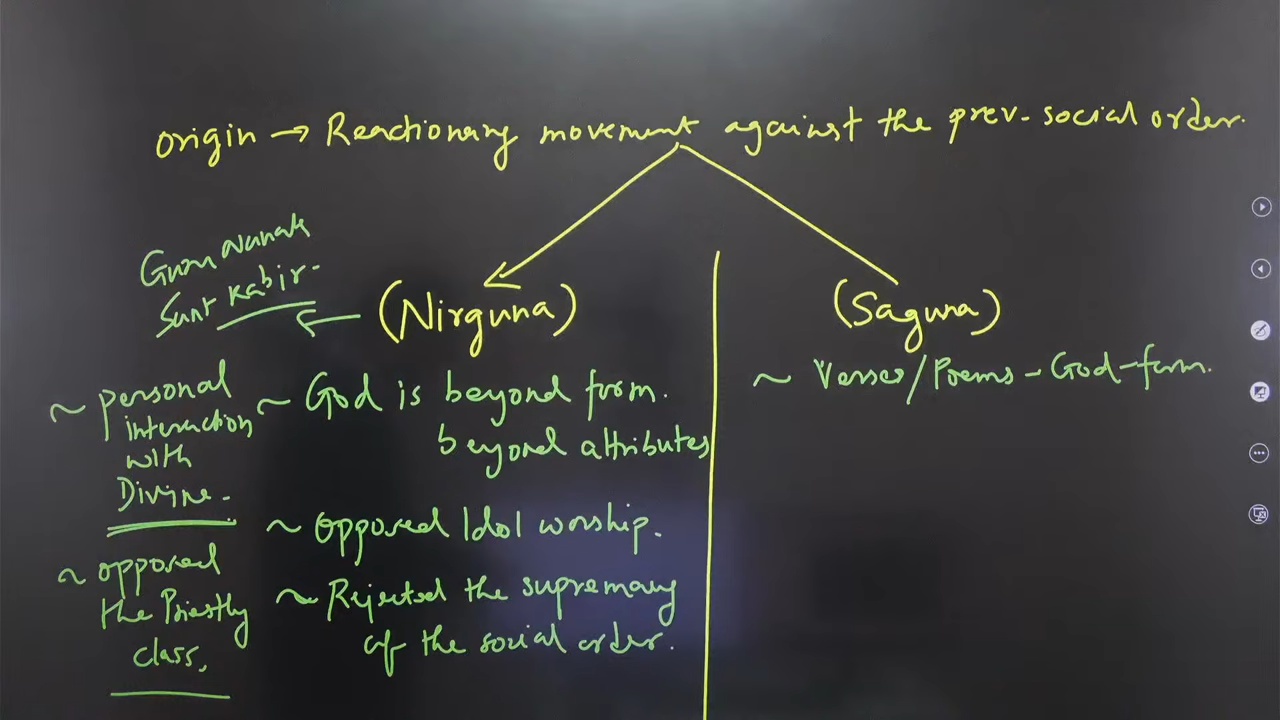 origin → Reactionary movement against the prev. social order.
Guru Nanak
Sant Kabir.
(Nirguna)
~ personal
interaction
with
Divine.
~ opposed
the Priestly
class,
~ God is beyond form.
beyond attributes
~ opposed Idol worship.
~ Rejected the supremacy
of the social order.
(Saguna)
~ Verses/Poems - God-form.